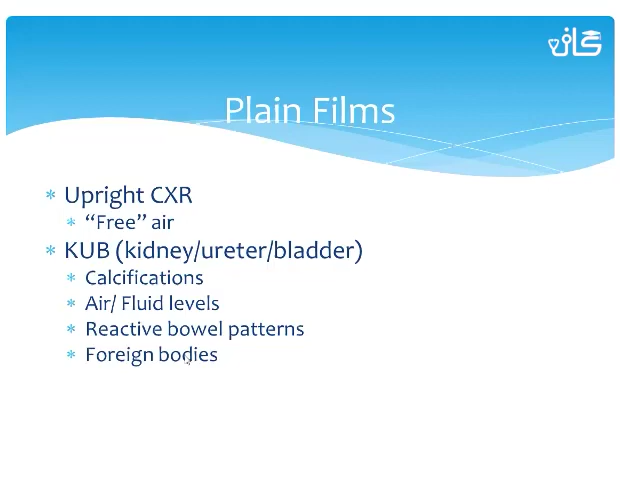 كان
Plain Films
Upright CXR
“Free” air
KUB (kidney/ureter/bladder)
Calcifications
Air/ Fluid levels
Reactive bowel patterns
Foreign bodies